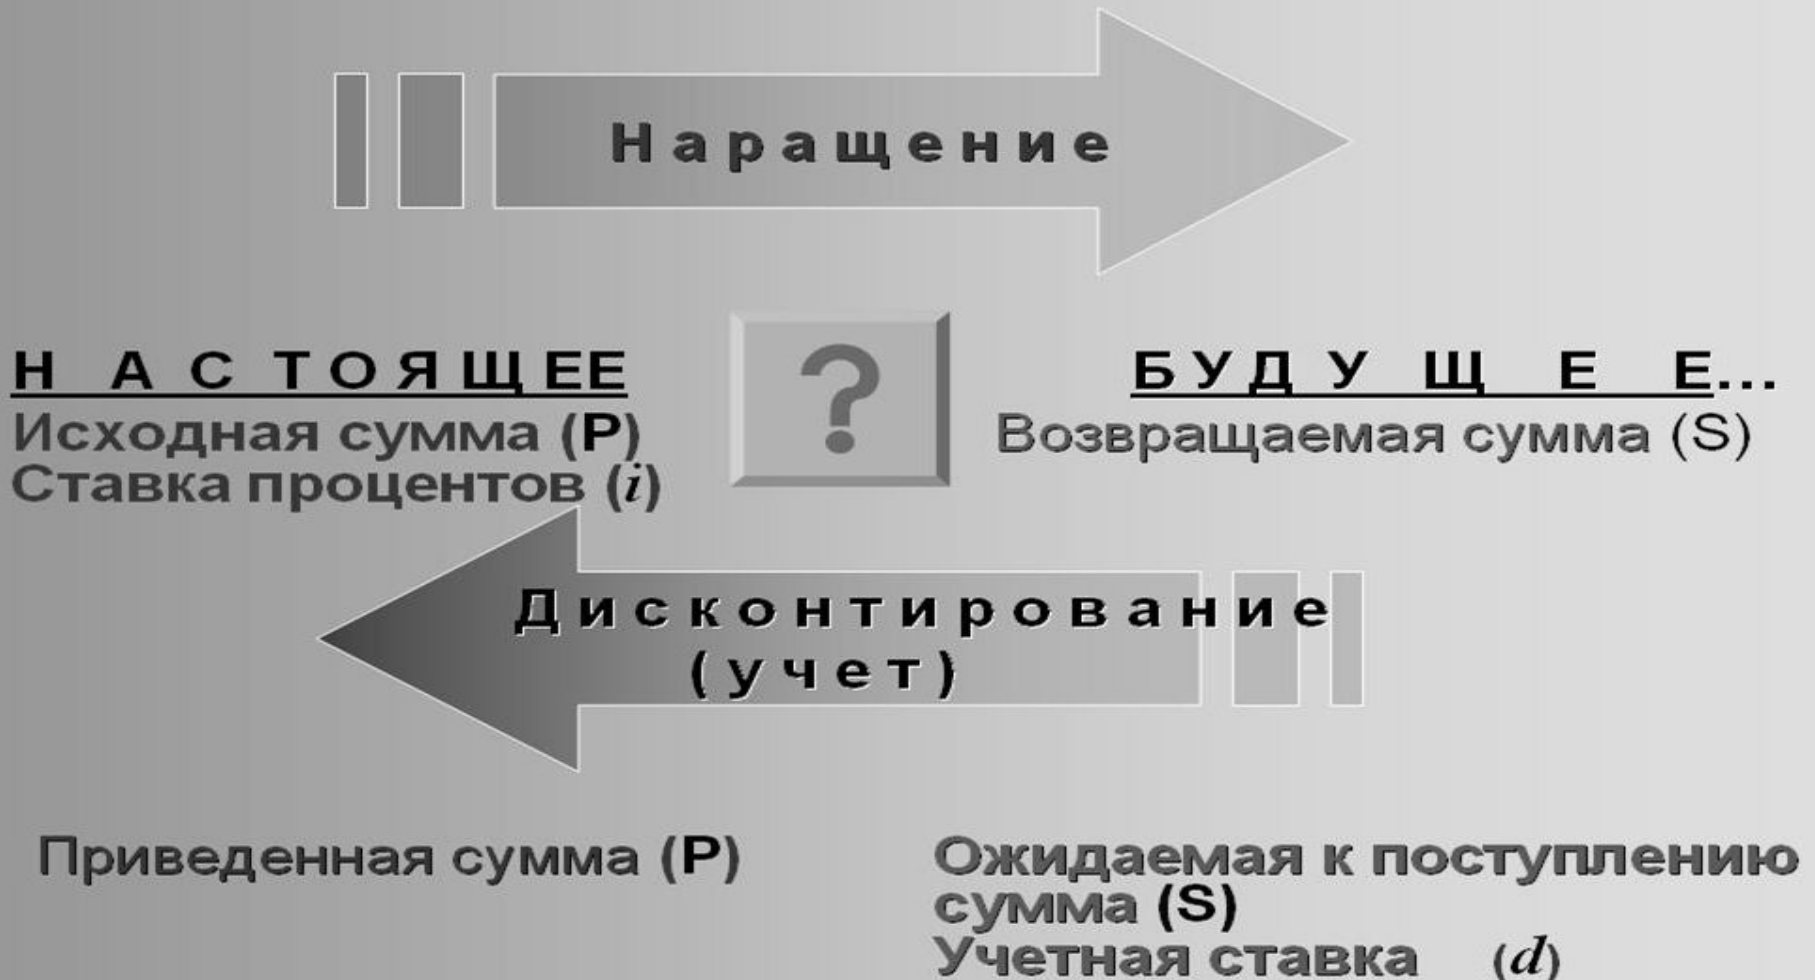 Наращение
?
НАСТОЯЩЕЕ
БУДУЩЕЕ...
Исходная сумма (P)
Возвращаемая сумма (S)
Ставка процентов (i)
Дисконтирование
(учет)
Приведенная сумма (P)
Ожидаемая к поступлению
сумма (S)
Учетная ставка (d)